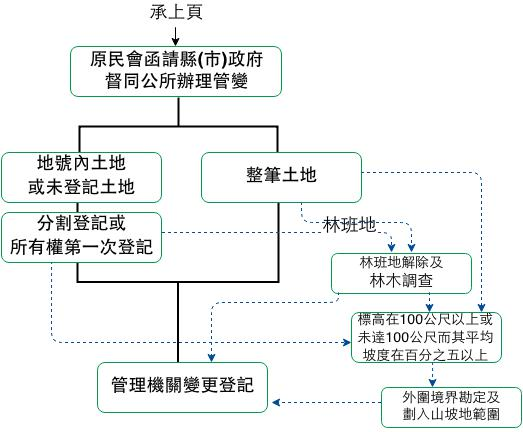 承上頁
原民會函請縣(市)政府
督同公所辦理管變
地號內土地
或未登記土地
整筆土地
分割登記或
所有權第一次登記
林班地
林班地解除及
林木調查
標高在100公尺以上或
未達100公尺而其平均
坡度在百分之五以上
管理機關變更登記
外圍境界勘定及
劃入山坡地範圍